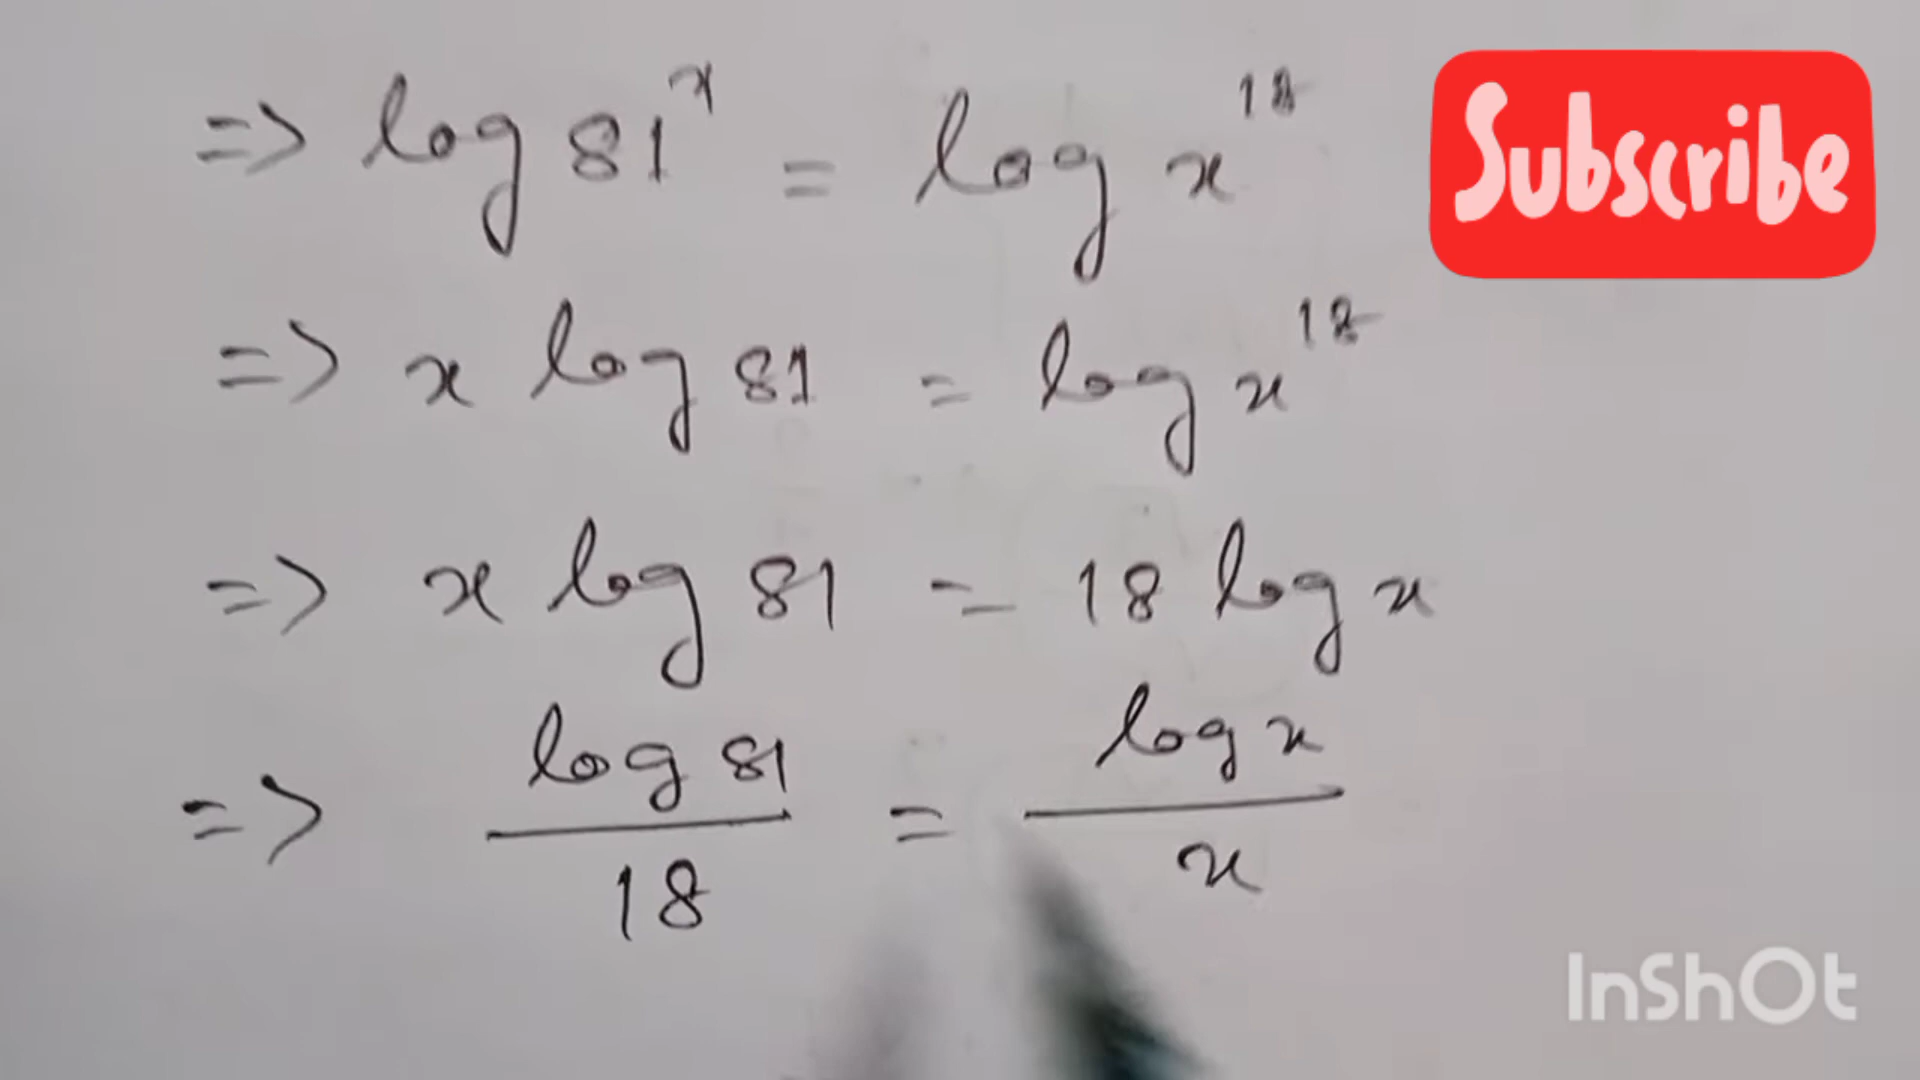 => log 81^x = log x^18
Subscribe
=> x log 81 = log x^18
=> x log 81 = 18 log x
=> log 81 / 18 = log x / x
InShOt